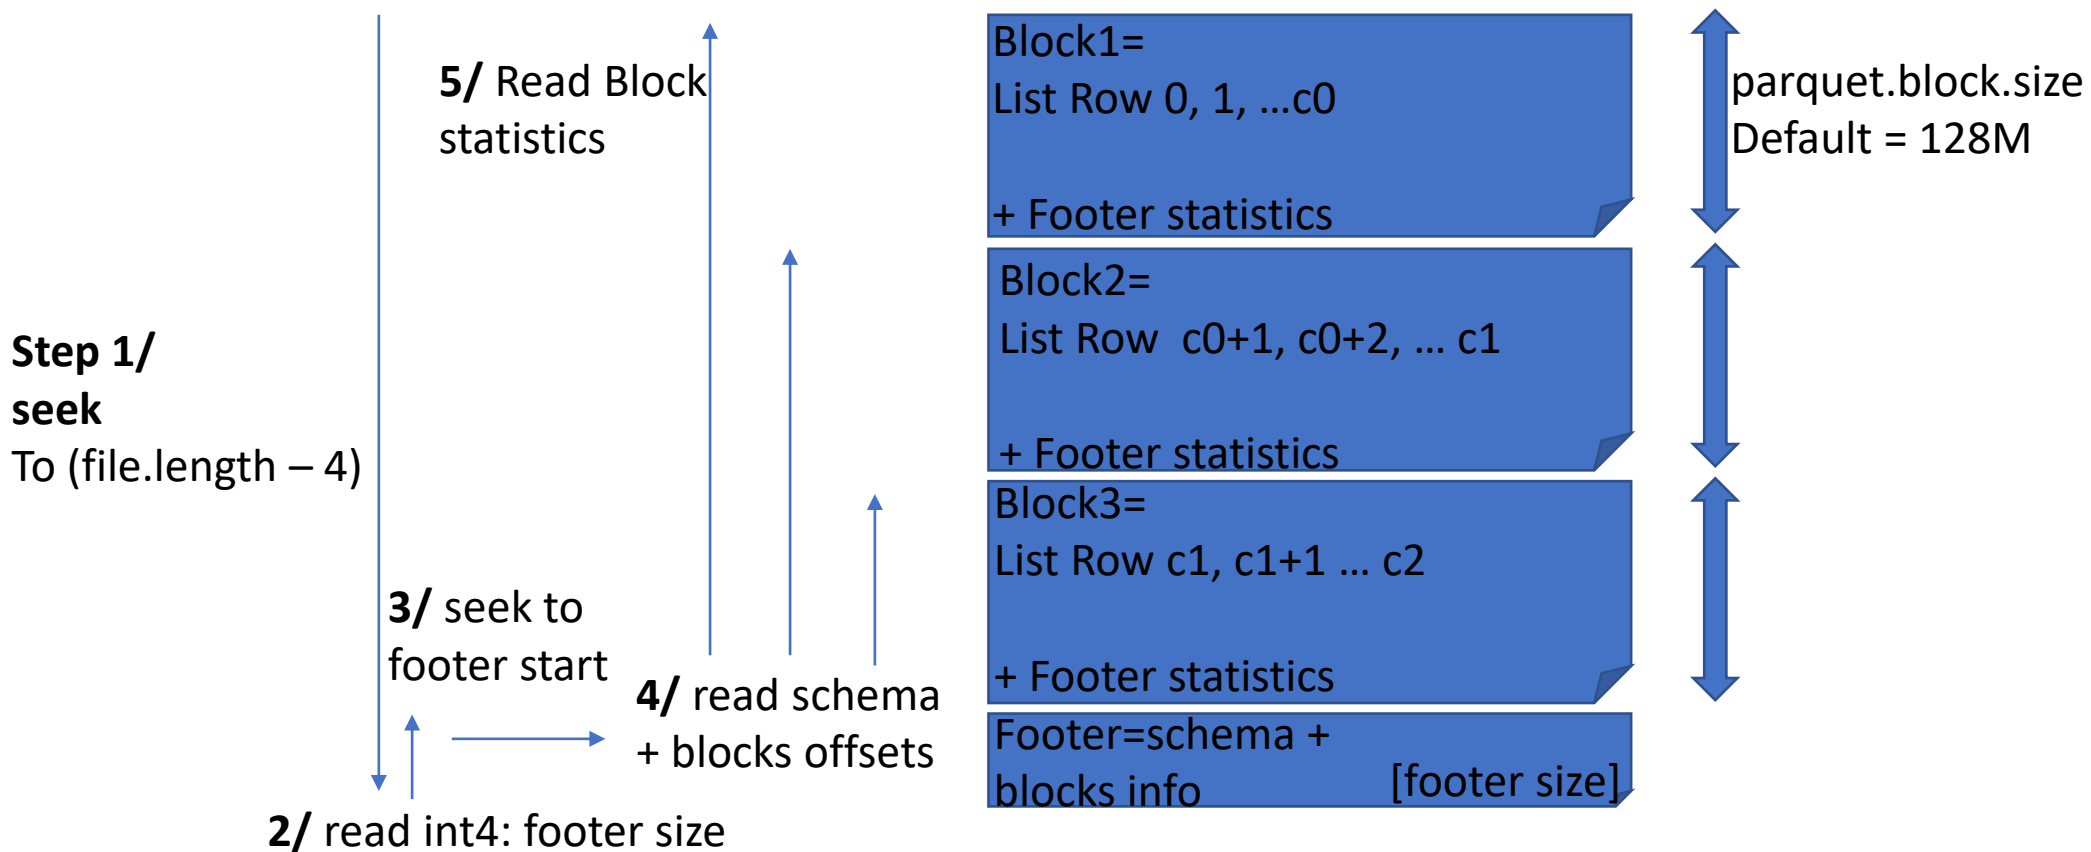 Step 1/
seek
To (file.length – 4)
2/ read int4: footer size
3/ seek to
footer start
4/ read schema
+ blocks offsets
5/ Read Block
statistics
Block1=
List Row 0, 1, …c0
+ Footer statistics
Block2=
List Row  c0+1, c0+2, … c1
+ Footer statistics
Block3=
List Row c1, c1+1 … c2
+ Footer statistics
Footer=schema +
blocks info
[footer size]
parquet.block.size
Default = 128M